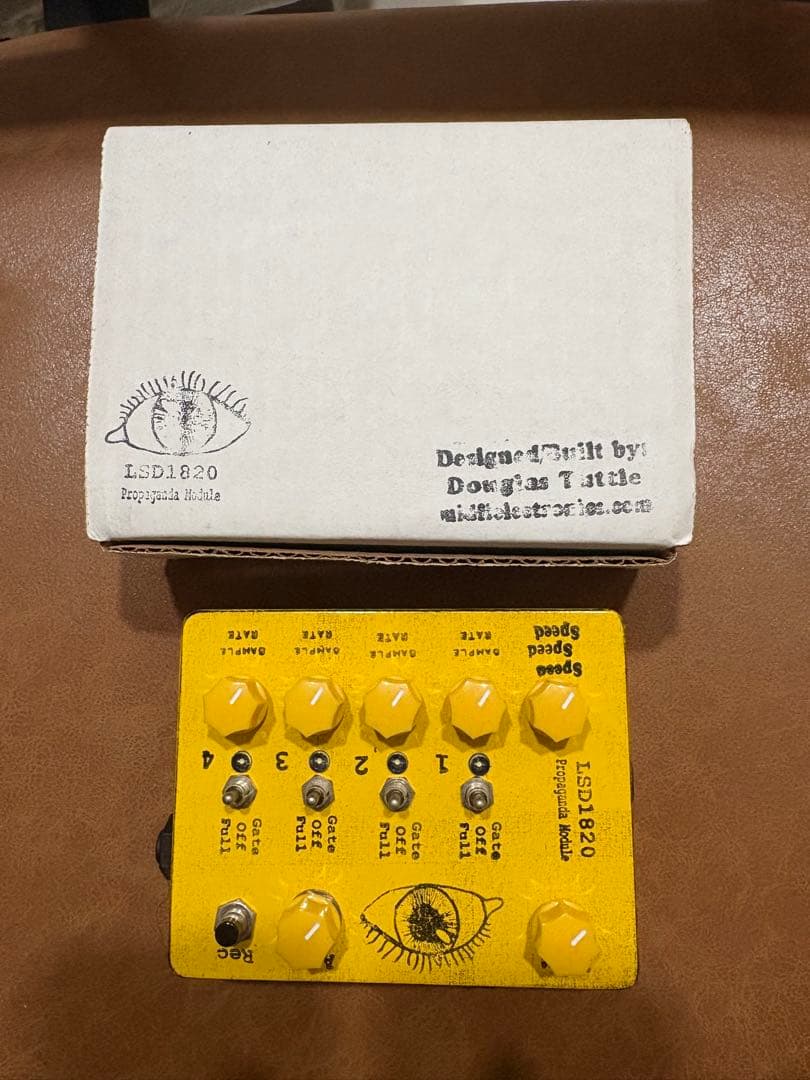 LSD1820
Propaganda Module
Designed/Built by:
Douglas Tuttle
midfielectronics.com
Speed
Speed
Speed
SAMPLE
RATE
SAMPLE
RATE
SAMPLE
RATE
SAMPLE
RATE
4
3
2
1
Gate
Off
Full
Gate
Off
Full
Gate
Off
Full
Gate
Off
Full
LSD1820
Propaganda Module
Rec